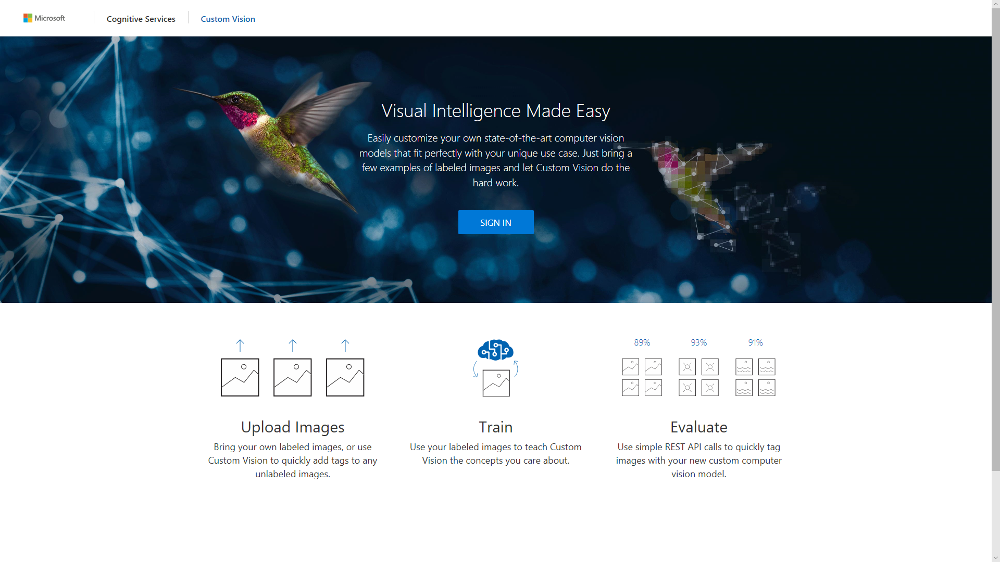 Microsoft
Cognitive Services
Custom Vision
Visual Intelligence Made Easy
Easily customize your own state-of-the-art computer vision
models that fit perfectly with your unique use case. Just bring a
few examples of labeled images and let Custom Vision do the
hard work.
SIGN IN
89%
93%
91%
Upload Images
Bring your own labeled images, or use
Custom Vision to quickly add tags to any
unlabeled images.
Train
Use your labeled images to teach Custom
Vision the concepts you care about.
Evaluate
Use simple REST API calls to quickly tag
images with your new custom computer
vision model.